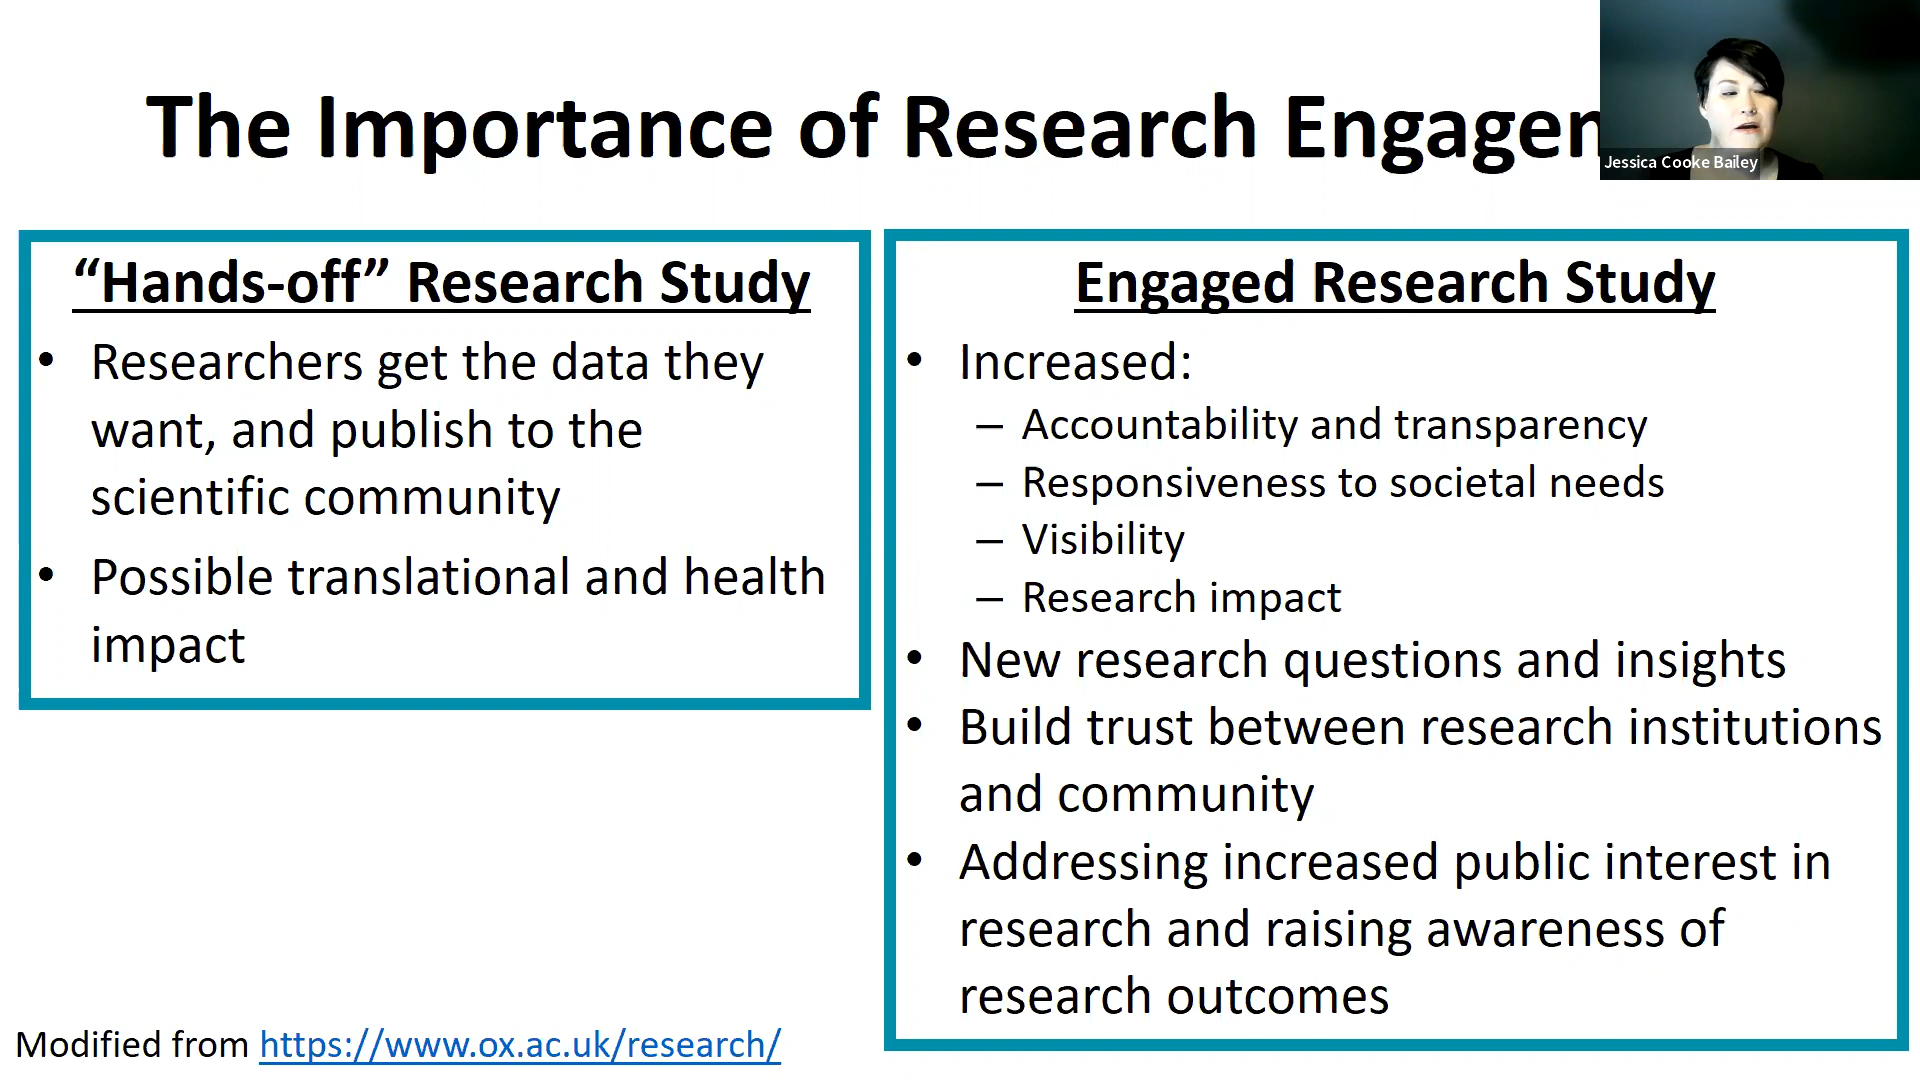 The Importance of Research Engagem
Jessica Cooke Bailey
“Hands-off” Research Study
• Researchers get the data they
want, and publish to the
scientific community
• Possible translational and health
impact
Engaged Research Study
• Increased:
– Accountability and transparency
– Responsiveness to societal needs
– Visibility
– Research impact
• New research questions and insights
• Build trust between research institutions
and community
• Addressing increased public interest in
research and raising awareness of
research outcomes
Modified from https://www.ox.ac.uk/research/